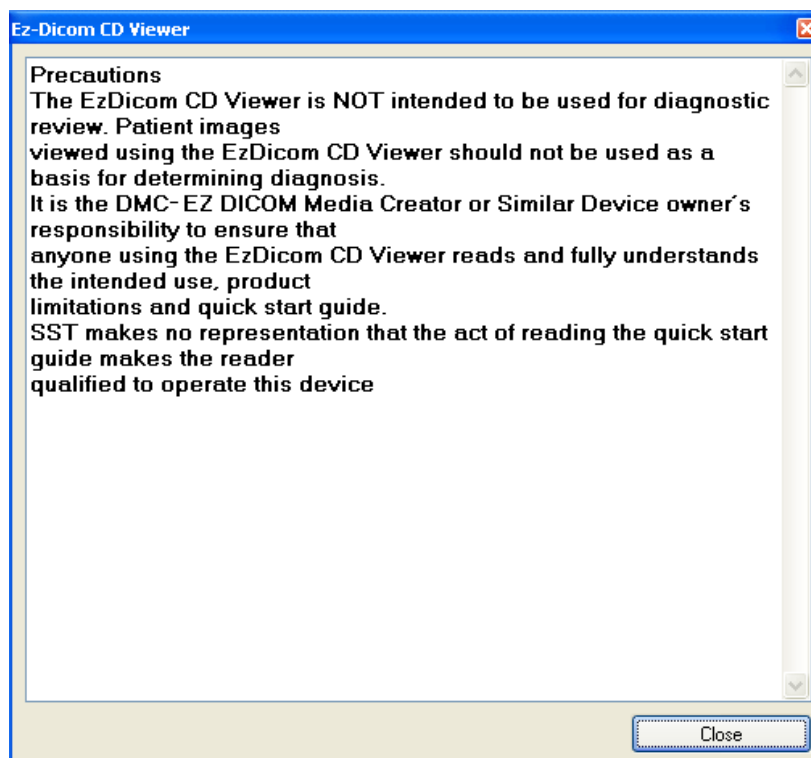 Ez-Dicom CD Viewer
Precautions
The EzDicom CD Viewer is NOT intended to be used for diagnostic
review. Patient images
viewed using the EzDicom CD Viewer should not be used as a
basis for determining diagnosis.
It is the DMC-EZ DICOM Media Creator or Similar Device owner´s
responsibility to ensure that
anyone using the EzDicom CD Viewer reads and fully understands
the intended use, product
limitations and quick start guide.
SST makes no representation that the act of reading the quick start
guide makes the reader
qualified to operate this device
Close